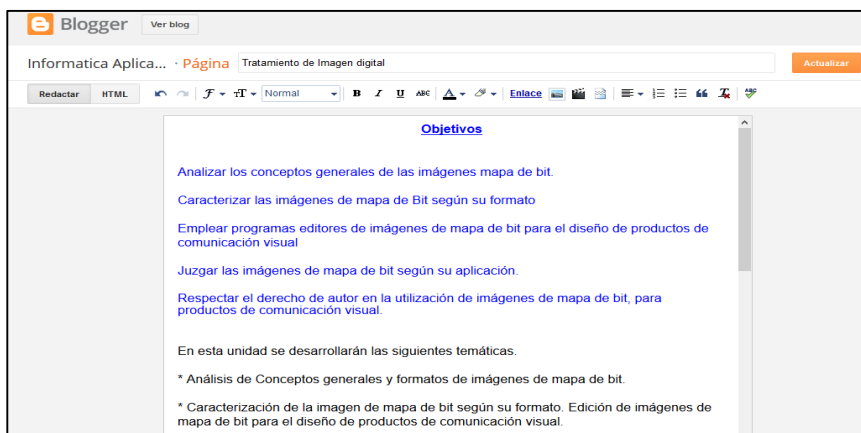 Blogger Ver blog
Informatica Aplica... · Página Tratamiento de Imagen digital Actualizar
Redactar HTML Normal B I U ABC A Enlace ABC
Objetivos
Analizar los conceptos generales de las imágenes mapa de bit.
Caracterizar las imágenes de mapa de Bit según su formato
Emplear programas editores de imágenes de mapa de bit para el diseño de productos de
comunicación visual
Juzgar las imágenes de mapa de bit según su aplicación.
Respectar el derecho de autor en la utilización de imágenes de mapa de bit, para
productos de comunicación visual.
En esta unidad se desarrollarán las siguientes temáticas.
* Análisis de Conceptos generales y formatos de imágenes de mapa de bit.
* Caracterización de la imagen de mapa de bit según su formato. Edición de imágenes de
mapa de bit para el diseño de productos de comunicación visual.